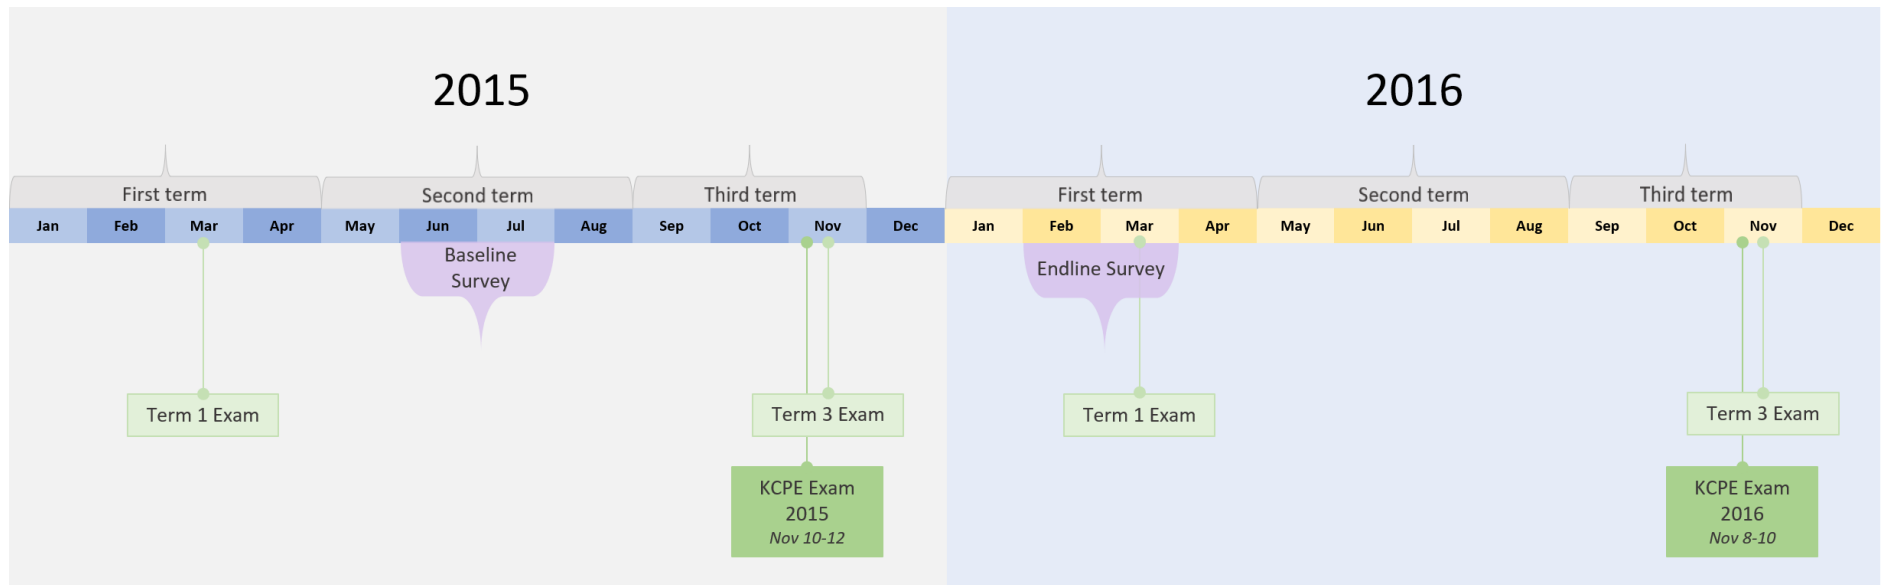 2015
2016
First term
Second term
Third term
First term
Second term
Third term
Jan Feb Mar Apr May Jun Jul Aug Sep Oct Nov Dec Jan Feb Mar Apr May Jun Jul Aug Sep Oct Nov Dec
Baseline
Survey
Endline Survey
Term 1 Exam
Term 3 Exam
Term 1 Exam
Term 3 Exam
KCPE Exam
2015
Nov 10-12
KCPE Exam
2016
Nov 8-10